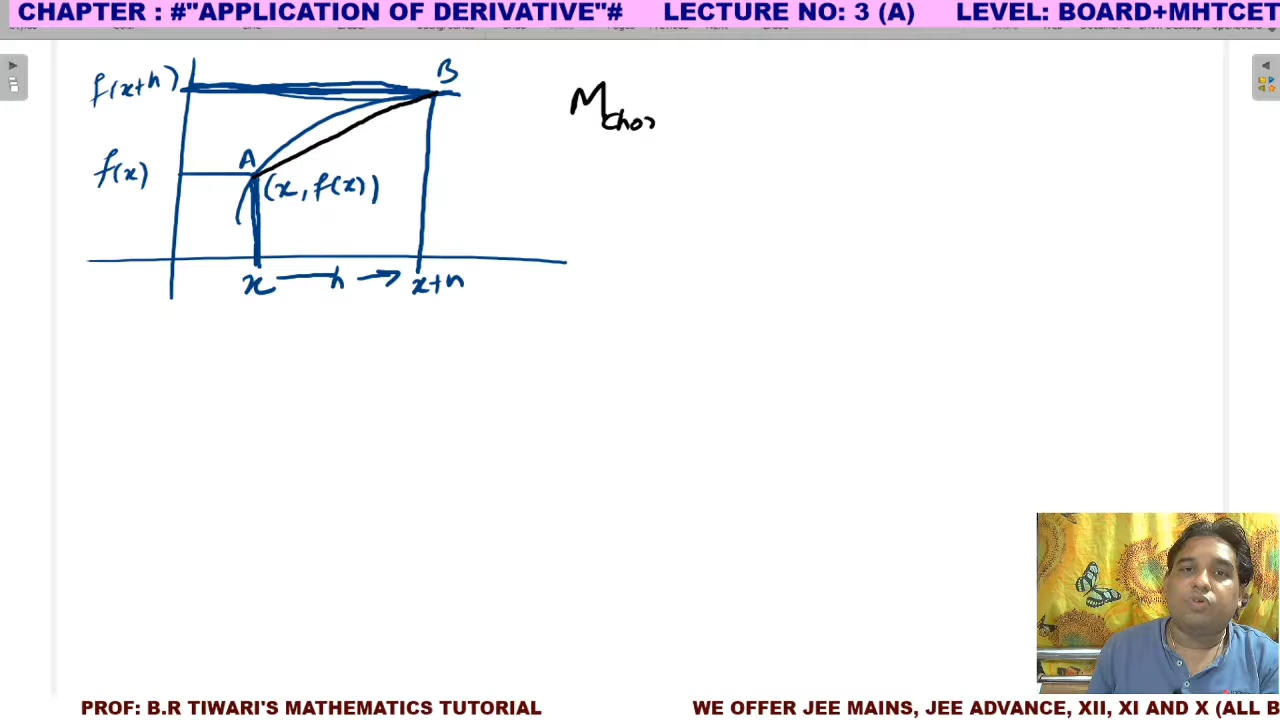 CHAPTER : #"APPLICATION OF DERIVATIVE"# LECTURE NO: 3 (A) LEVEL: BOARD+MHTCET
f(x+h)
B
M
f(x)
A
(x, f(x))
x h x+h
PROF: B.R TIWARI'S MATHEMATICS TUTORIAL WE OFFER JEE MAINS, JEE ADVANCE, XII, XI AND X (ALL B